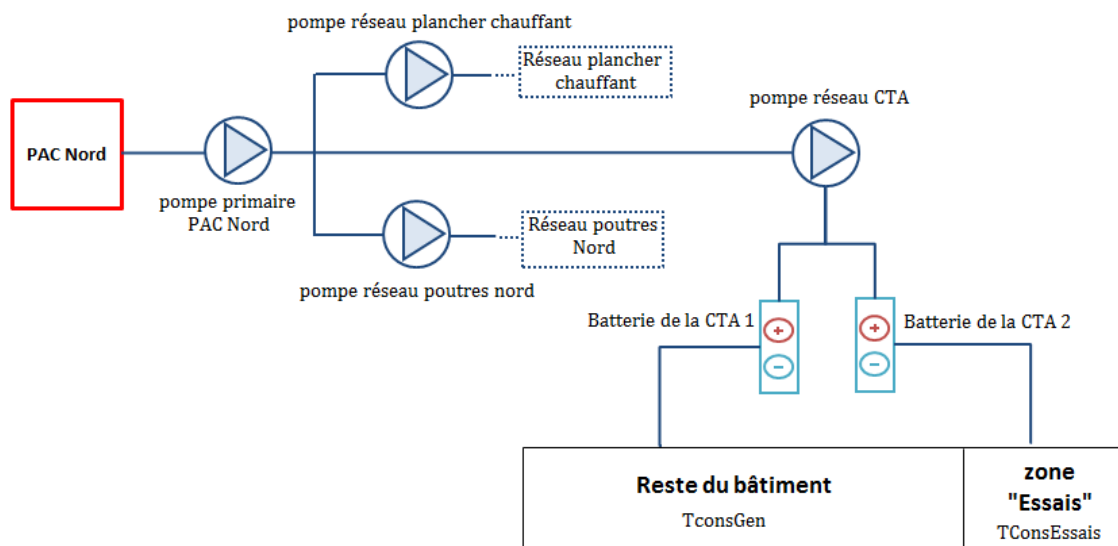 pompe réseau plancher chauffant
Réseau plancher
chauffant
pompe réseau CTA
PAC Nord
pompe primaire
PAC Nord
Réseau poutres
Nord
pompe réseau poutres nord
Batterie de la CTA 1
+
−
+
−
Batterie de la CTA 2
Reste du bâtiment
TconsGen
zone
"Essais"
TConsEssais